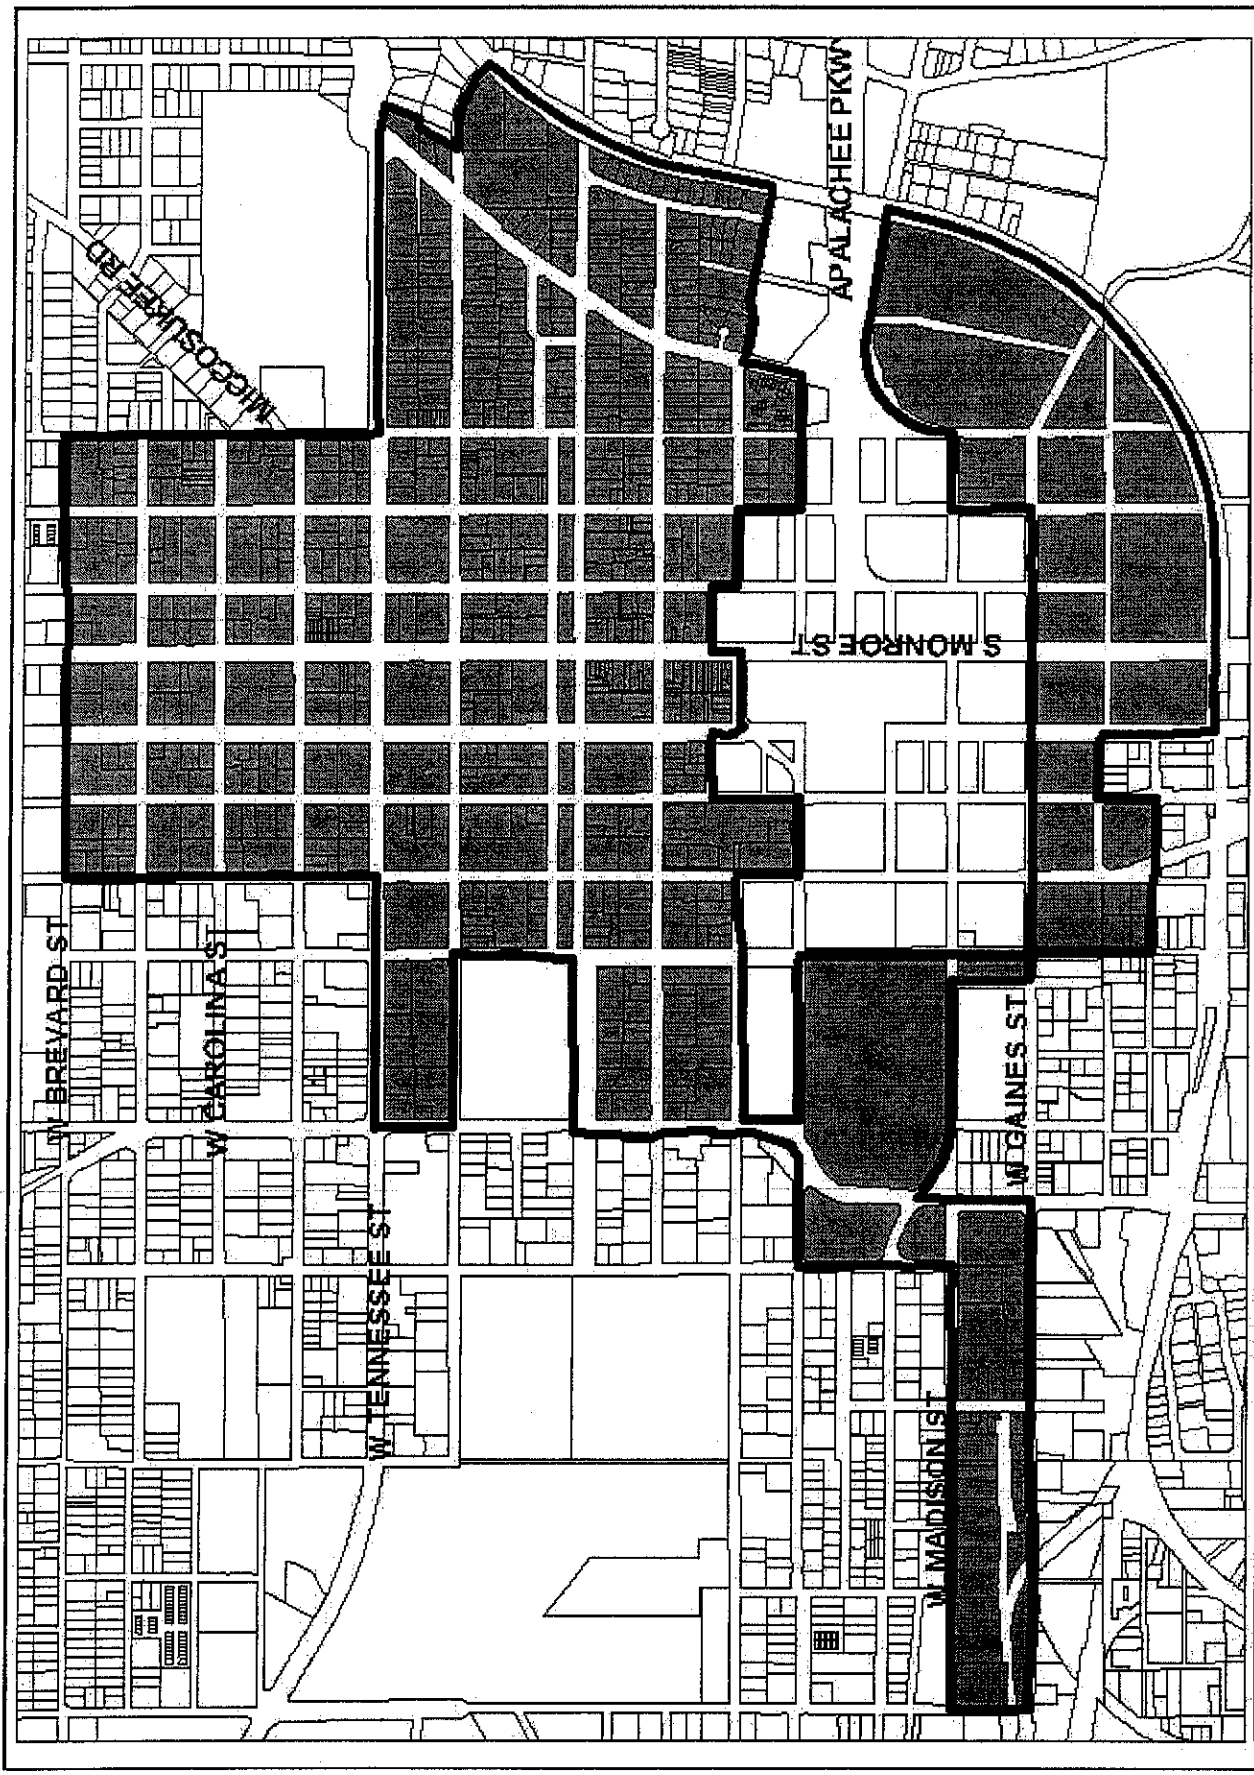 W BREVARD ST
W CAROLINA ST
W TENNESSEE ST
MICCOSUKEE RD
S MONROE ST
APALACHEE PKWY
W MADISON ST
W GAINES ST